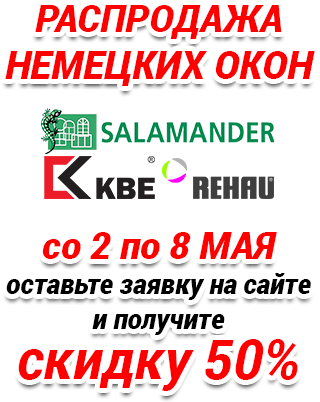 РАСПРОДАЖА
НЕМЕЦКИХ ОКОН
SALAMANDER
KBE ® REHAU
со 2 по 8 МАЯ
оставьте заявку на сайте
и получите
скидку 50%